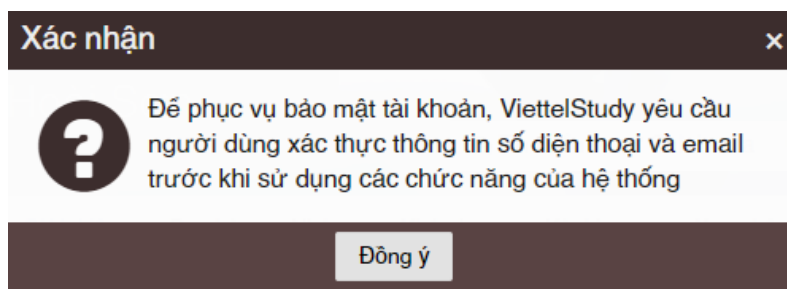 Xác nhận ×
Để phục vụ bảo mật tài khoản, ViettelStudy yêu cầu
người dùng xác thực thông tin số điện thoại và email
trước khi sử dụng các chức năng của hệ thống
Đồng ý